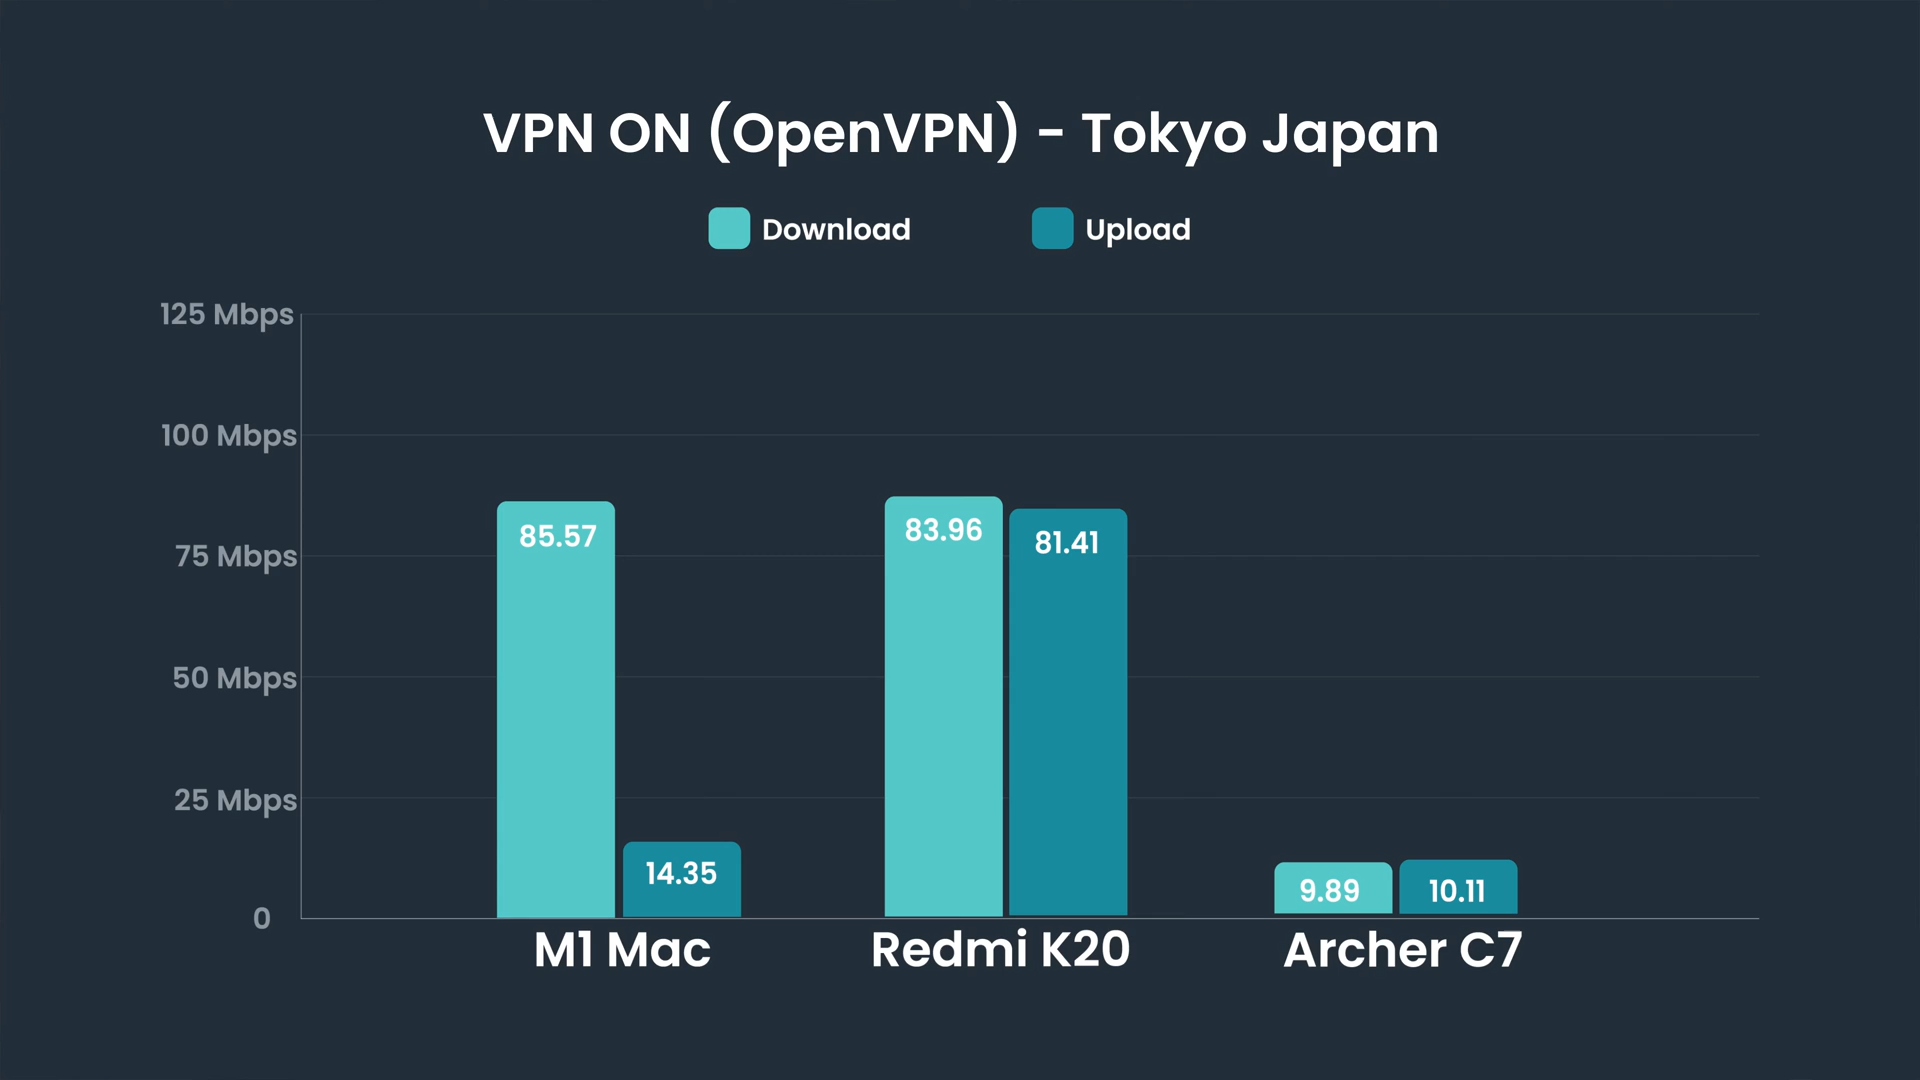 VPN ON (OpenVPN) - Tokyo Japan
Download
Upload
125 Mbps
100 Mbps
75 Mbps
50 Mbps
25 Mbps
0
85.57
14.35
83.96
81.41
9.89
10.11
M1 Mac
Redmi K20
Archer C7